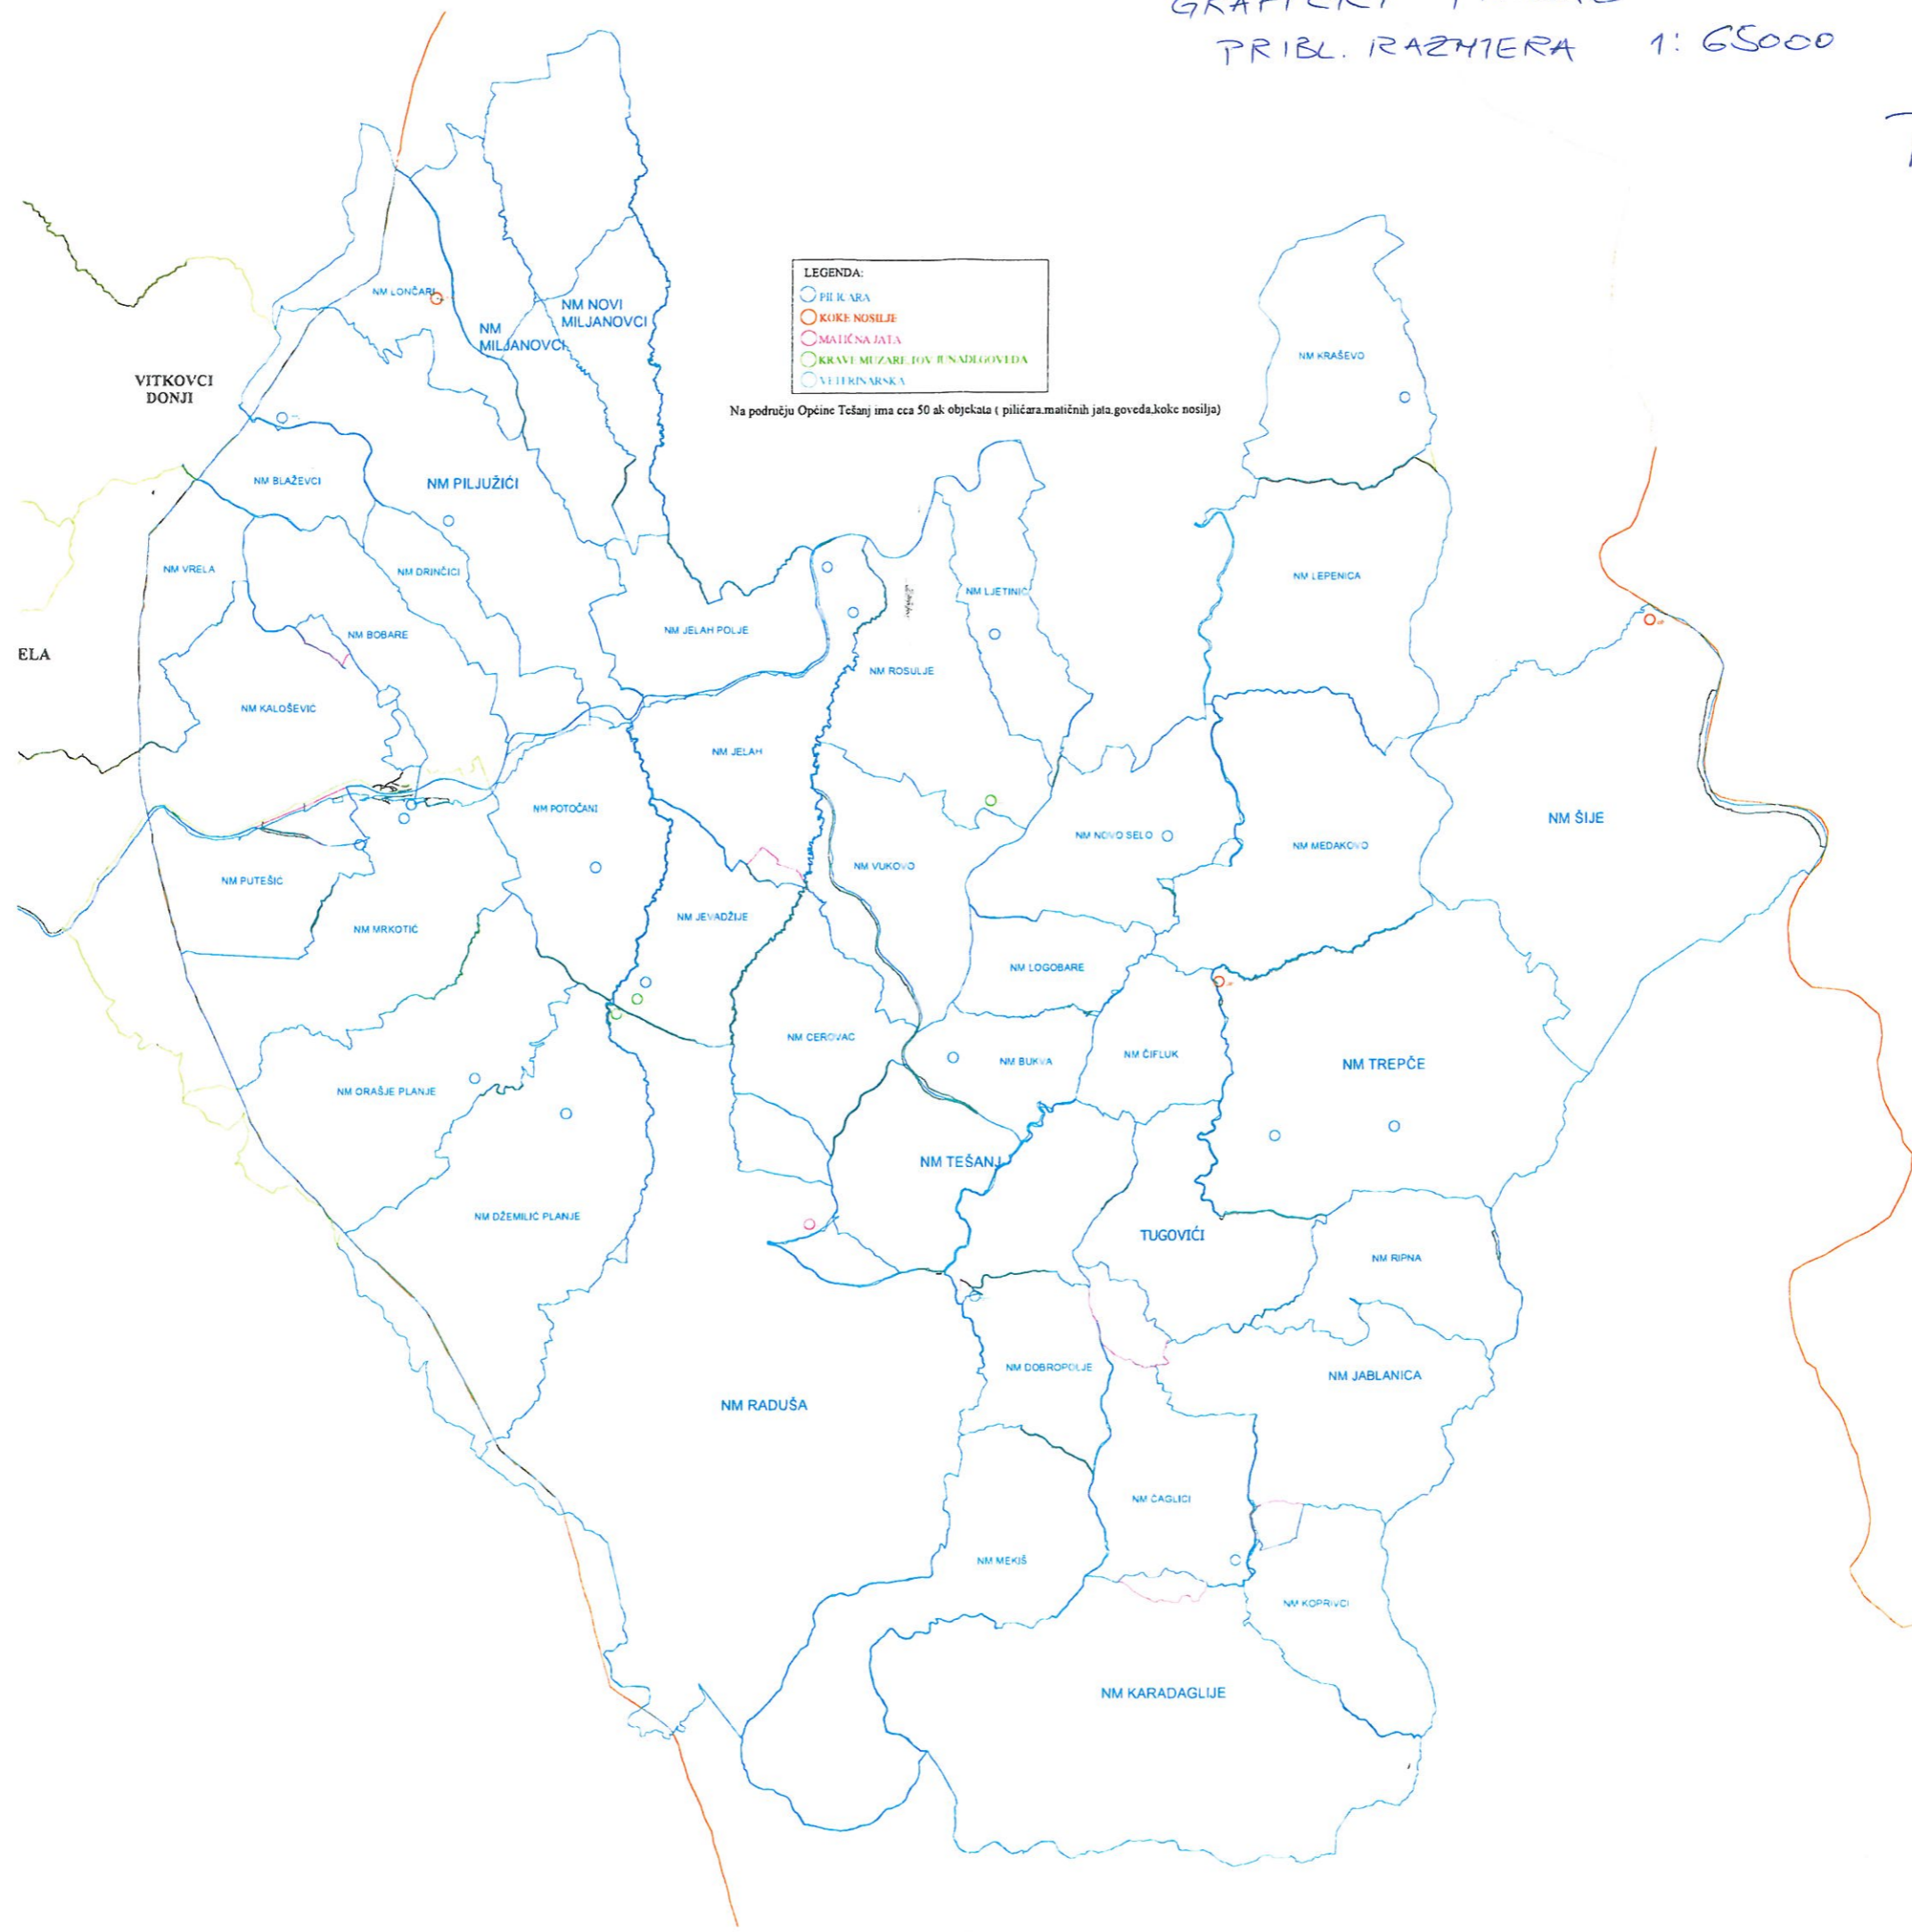 PRIBL. RAZMJERA 1: 65000
LEGENDA:
PILIĆARA
KOKE NOSILJE
MATIČNA JATA
VETERINARSKA
Na području Općine Tešanj ima cca 50 ak objekata ( pilićara,matičnih jata,goveda,koke nosilja)
NM LONČARI
NM NOVI
MILJANOVCI
NM
MILJANOVCI
NM KRAŠEVO
VITKOVCI
DONJI
NM BLAŽEVCI
NM PILJUŽIĆI
NM VRELA
NM DRINČICI
NM LJETINIĆ
NM LEPENICA
NM BOBARE
NM JELAH POLJE
ELA
NM ROSULJE
NM KALOŠEVIĆ
NM JELAH
NM POTOČANI
NM NOVO SELO
NM MEDAKOVO
NM ŠIJE
NM PUTEŠIĆ
NM VUKOVO
NM MRKOTIĆ
NM JEVADŽIJE
NM LOGOBARE
NM CEROVAC
NM BUKVA
NM ČIFLUK
NM TREPČE
NM ORAŠJE PLANJE
NM TEŠANJ
NM DŽEMILIĆ PLANJE
TUGOVIĆI
NM RIPNA
NM DOBROPOLJE
NM JABLANICA
NM RADUŠA
NM ČAGLICI
NM MEKIŠ
NM KOPRIVCI
NM KARADAGLIJE